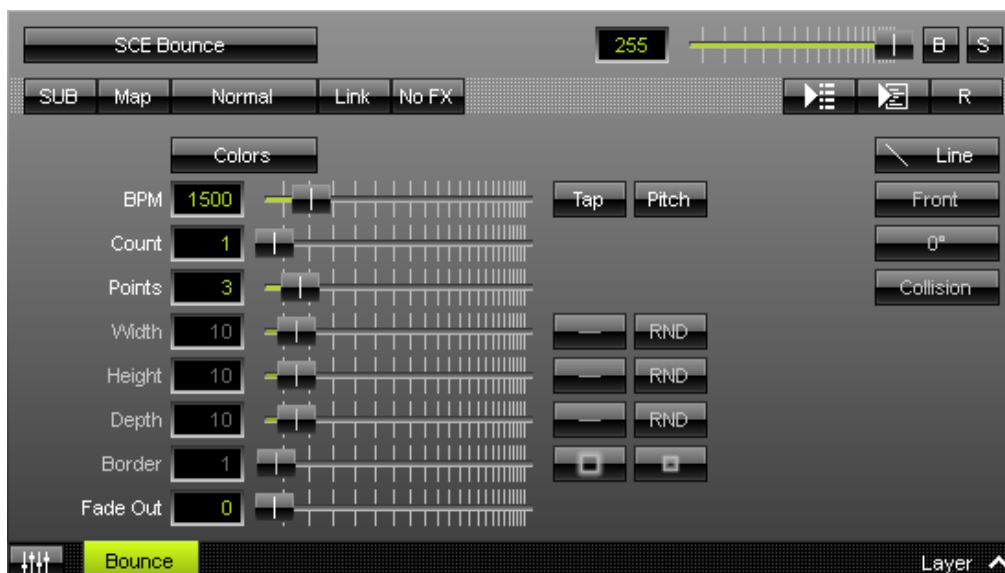 SCE Bounce 255 B S
SUB Map Normal Link No FX R
Colors Line
BPM 1500 Tap Pitch Front
Count 1 0°
Points 3 Collision
Width 10 RND
Height 10 RND
Depth 10 RND
Border 1
Fade Out 0
Bounce Layer